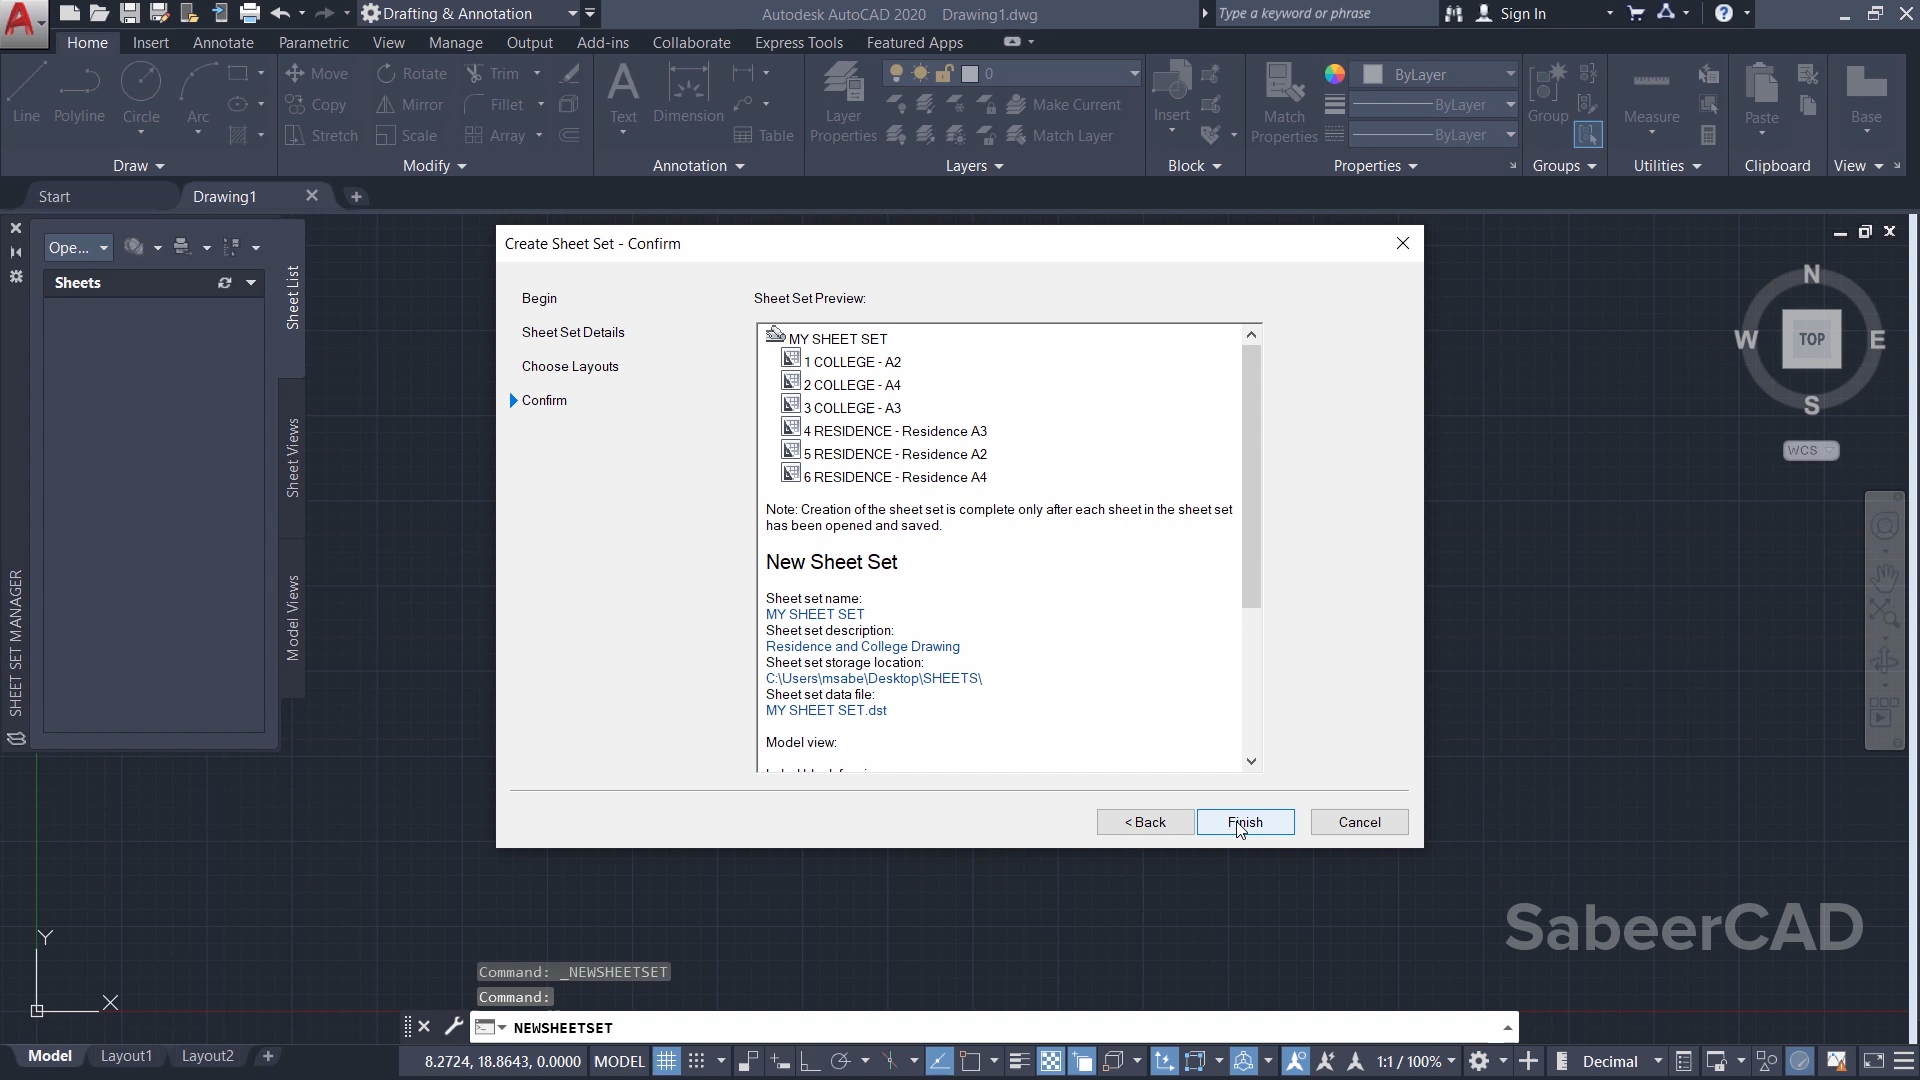 Drafting & Annotation
Autodesk AutoCAD 2020 Drawing1.dwg
Type a keyword or phrase
Sign In
Home Insert Annotate Parametric View Manage Output Add-ins Collaborate Express Tools Featured Apps
Line Polyline Circle Arc
Draw
Move Rotate Trim
Copy Mirror Fillet
Stretch Scale Array
Modify
Text Dimension Table
Annotation
Layer Properties
0
Make Current
Match Layer
Layers
Insert
Block
Match Properties
ByLayer
ByLayer
ByLayer
Properties
Group
Groups
Measure
Utilities
Paste
Clipboard
Base
View
Start Drawing1
Ope...
Sheets
Sheet List
Sheet Views
Model Views
SHEET SET MANAGER
Create Sheet Set - Confirm
Begin
Sheet Set Details
Choose Layouts
Confirm
Sheet Set Preview:
MY SHEET SET
1 COLLEGE - A2
2 COLLEGE - A4
3 COLLEGE - A3
4 RESIDENCE - Residence A3
5 RESIDENCE - Residence A2
6 RESIDENCE - Residence A4
Note: Creation of the sheet set is complete only after each sheet in the sheet set
has been opened and saved.
New Sheet Set
Sheet set name:
MY SHEET SET
Sheet set description:
Residence and College Drawing
Sheet set storage location:
C:\Users\msabe\Desktop\SHEETS\
Sheet set data file:
MY SHEET SET.dst
Model view:
< Back Finish Cancel
N
W TOP E
S
WCS
SabeerCAD
Y
X
Command: _NEWSHEETSET
Command:
NEWSHEETSET
Model Layout1 Layout2
8.2724, 18.8643, 0.0000 MODEL
1:1 / 100%
Decimal